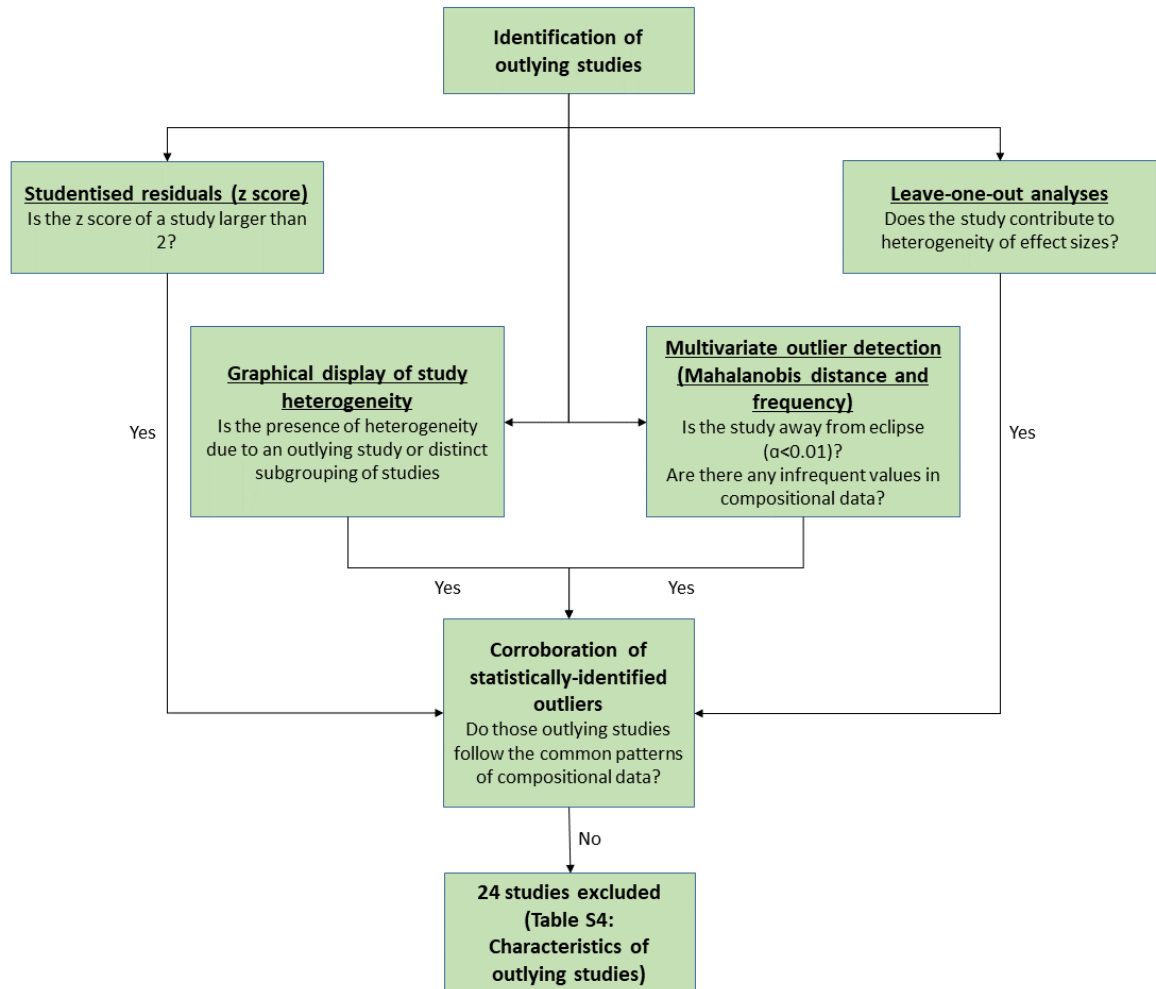 Identification of
outlying studies
Studentised residuals (z score)
Is the z score of a study larger than
2?
Leave-one-out analyses
Does the study contribute to
heterogeneity of effect sizes?
Graphical display of study
heterogeneity
Is the presence of heterogeneity
due to an outlying study or distinct
subgrouping of studies
Multivariate outlier detection
(Mahalanobis distance and
frequency)
Is the study away from eclipse
(α<0.01)?
Are there any infrequent values in
compositional data?
Yes
Yes
Yes
Yes
Corroboration of
statistically-identified
outliers
Do those outlying studies
follow the common patterns
of compositional data?
No
24 studies excluded
(Table S4:
Characteristics of
outlying studies)